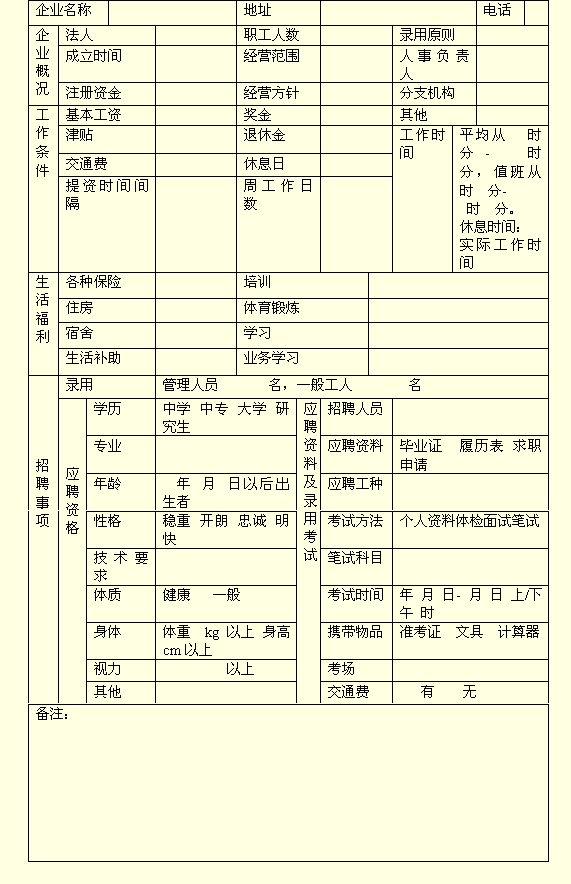 企业名称 地址 电话
企业概况
法人 职工人数 录用原则
成立时间 经营范围 人事负责人
注册资金 经营方针 分支机构
工作条件
基本工资 奖金 其他
津贴 退休金 工作时间 平均从 时
分 - 时
分，值班从
时 分-
时 分。
休息时间：
实际工作时间
交通费 休息日
提资时间间隔 周工作日数
生活福利
各种保险 培训
住房 体育锻炼
宿舍 学习
生活补助 业务学习
招聘事项
录用 管理人员 名，一般工人 名
应聘资格
应聘资料及录用考试
学历 中学 中专 大学 研究生 招聘人员
专业 应聘资料 毕业证 履历表 求职申请
年龄 年 月 日以后出生者 应聘工种
性格 稳重 开朗 忠诚 明快 考试方法 个人资料体检面试笔试
技术要求 笔试科目
体质 健康 一般 考试时间 年 月 日- 月 日 上/下午 时
身体 体重 kg 以上 身高 cm以上 携带物品 准考证 文具 计算器
视力 以上 考场
其他 交通费 有 无
备注：